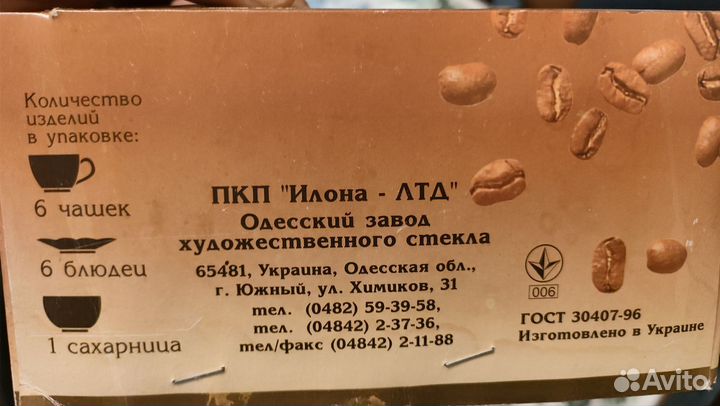 Количество
изделий
в упаковке:
6 чашек
6 блюдец
1 сахарница
ПКП "Илона - ЛТД"
Одесский завод
художественного стекла
65481, Украина, Одесская обл.,
г. Южный, ул. Химиков, 31
тел. (0482) 59-39-58,
тел. (04842) 2-37-36,
тел/факс (04842) 2-11-88
006
ГОСТ 30407-96
Изготовлено в Украине
Avito